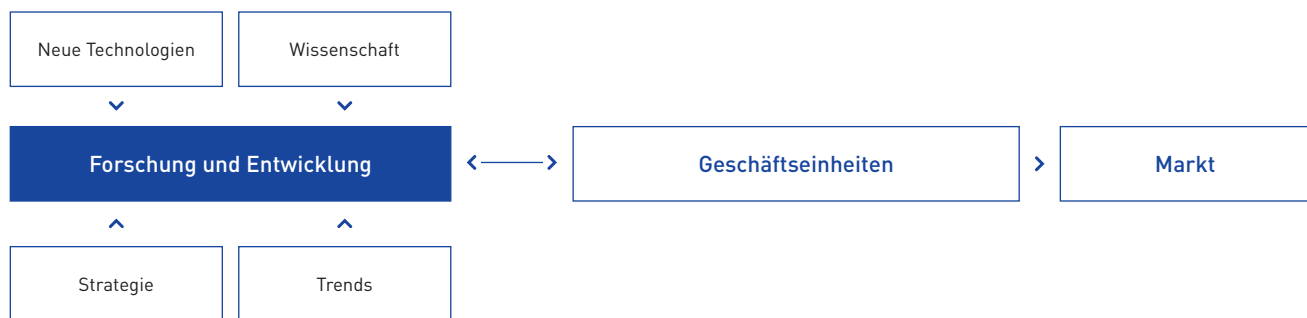 Neue Technologien
Wissenschaft
Forschung und Entwicklung
Geschäftseinheiten
Markt
Strategie
Trends